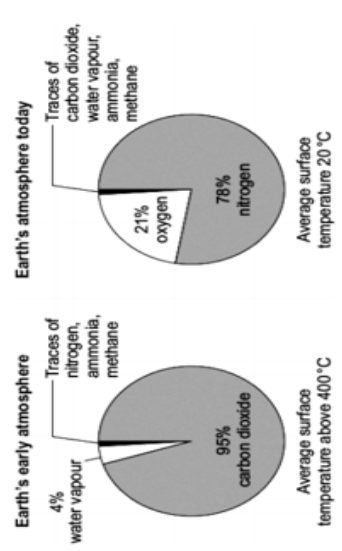 Earth's early atmosphere
4%
water vapour
Traces of
nitrogen,
ammonia,
methane
95%
carbon dioxide
Average surface
temperature above 400°C
Earth's atmosphere today
Traces of
carbon dioxide,
water vapour,
ammonia,
methane
21%
oxygen
78%
nitrogen
Average surface
temperature 20°C